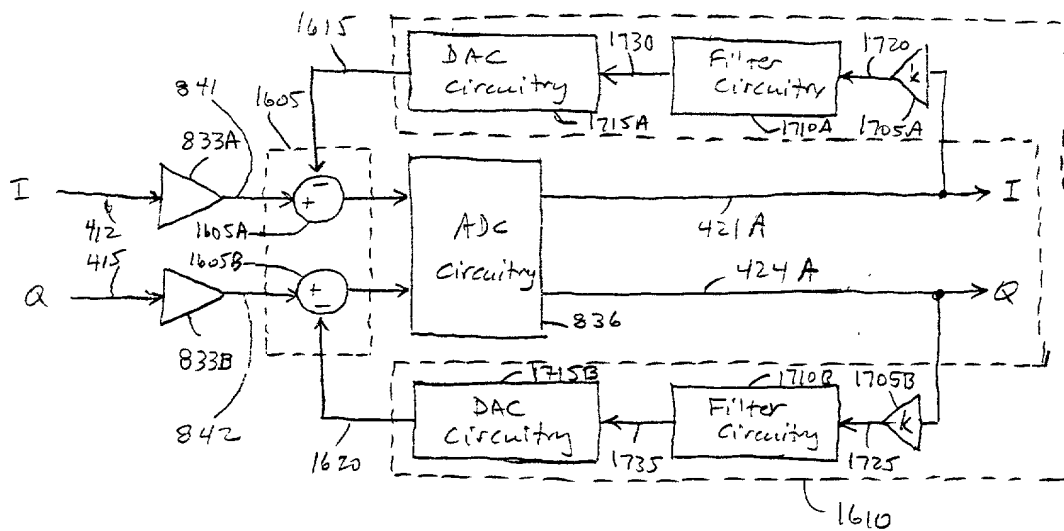 1615
DAC
Circuitry
1715A
1730
Filter
Circuitry
1710A
1720
k
1705A
841
833A
1605
I
412
+
−
1605A
ADC
Circuitry
836
421A
I
415
Q
833B
842
1605B
+
−
424A
Q
1620
1715B
DAC
Circuitry
1735
1710B
Filter
Circuitry
1705B
k
1725
1610